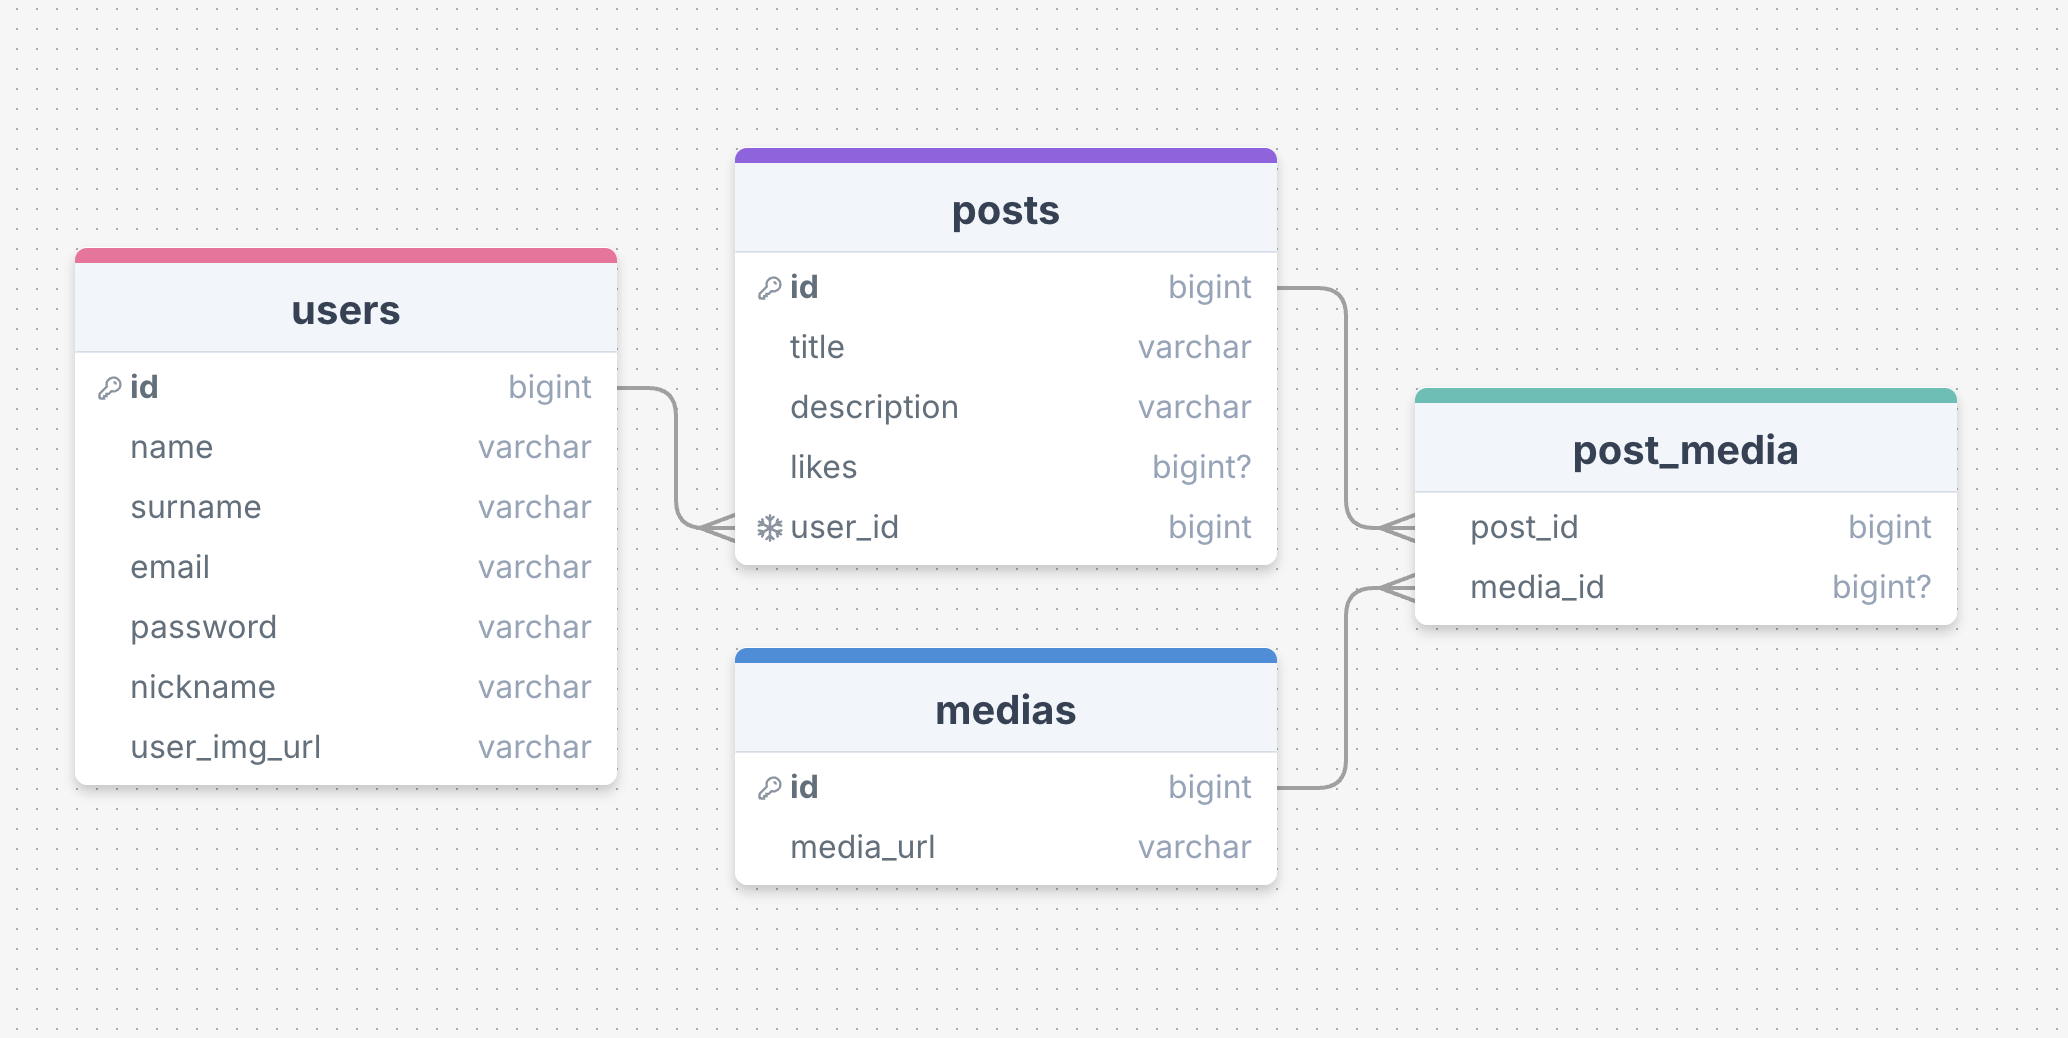 users
id bigint
name varchar
surname varchar
email varchar
password varchar
nickname varchar
user_img_url varchar
posts
id bigint
title varchar
description varchar
likes bigint?
user_id bigint
medias
id bigint
media_url varchar
post_media
post_id bigint
media_id bigint?